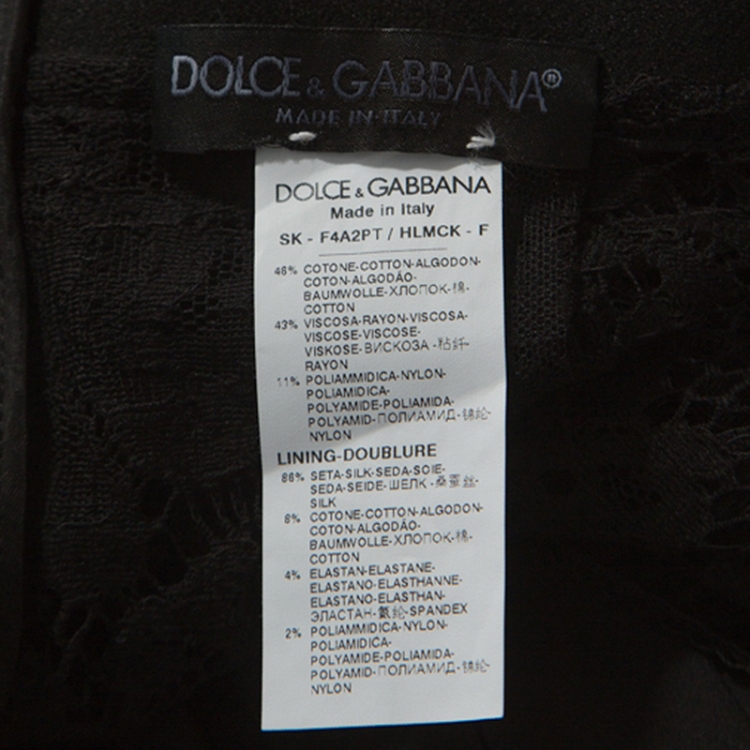 DOLCE & GABBANA®
MADE IN ITALY
DOLCE & GABBANA
Made in Italy
SK - F4A2PT / HLMCK - F
46% COTONE-COTTON-ALGODON-
COTON-ALGODÃO-
BAUMWOLLE-ХЛОПОК-棉-
COTTON
43% VISCOSA-RAYON-VISCOSA-
VISCOSE-VISCOSE-
VISKOSE-ВИСКОЗА-粘纤-
RAYON
11% POLIAMMIDICA-NYLON-
POLIAMIDICA-
POLYAMIDE-POLIAMIDA-
POLYAMID-ПОЛИАМИД-锦纶-
NYLON
LINING-DOUBLURE
86% SETA-SILK-SEDA-SOIE-
SEDA-SEIDE-ШЕЛК-桑蚕丝-
SILK
8% COTONE-COTTON-ALGODON-
COTON-ALGODÃO-
BAUMWOLLE-ХЛОПОК-棉-
COTTON
4% ELASTAN-ELASTANE-
ELASTANO-ELASTHANNE-
ELASTANO-ELASTHAN-
ЭЛАСТАН-氨纶-SPANDEX
2% POLIAMMIDICA-NYLON-
POLIAMIDICA-
POLYAMIDE-POLIAMIDA-
POLYAMID-ПОЛИАМИД-锦纶-
NYLON